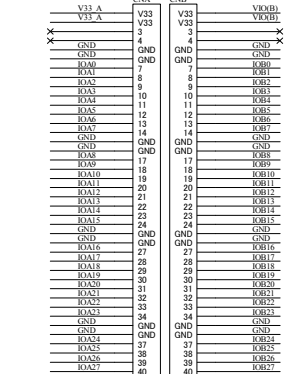 CNA CNB
V33_A V33 V33 VIO(B)
V33_A V33 V33 VIO(B)
3 3
4 4
GND GND GND GND
GND GND GND GND
IOA0 7 7 IOB0
IOA1 8 8 IOB1
IOA2 9 9 IOB2
IOA3 10 10 IOB3
IOA4 11 11 IOB4
IOA5 12 12 IOB5
IOA6 13 13 IOB6
IOA7 14 14 IOB7
GND GND GND GND
GND GND GND GND
IOA8 17 17 IOB8
IOA9 18 18 IOB9
IOA10 19 19 IOB10
IOA11 20 20 IOB11
IOA12 21 21 IOB12
IOA13 22 22 IOB13
IOA14 23 23 IOB14
IOA15 24 24 IOB15
GND GND GND GND
GND GND GND GND
IOA16 27 27 IOB16
IOA17 28 28 IOB17
IOA18 29 29 IOB18
IOA19 30 30 IOB19
IOA20 31 31 IOB20
IOA21 32 32 IOB21
IOA22 33 33 IOB22
IOA23 34 34 IOB23
GND GND GND GND
GND GND GND GND
IOA24 37 37 IOB24
IOA25 38 38 IOB25
IOA26 39 39 IOB26
IOA27 40 40 IOB27